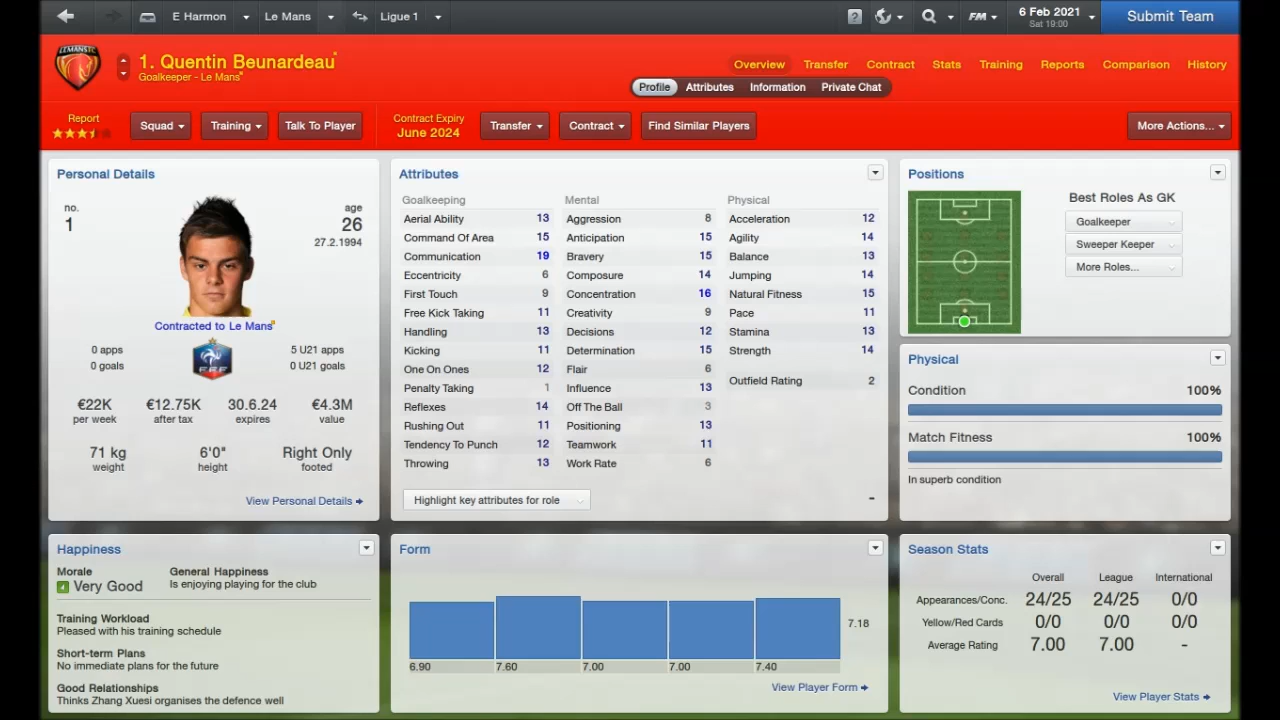 E Harmon
Le Mans
Ligue 1
?
FM
6 Feb 2021
Sat 19:00
Submit Team
LE MANS FC
1. Quentin Beunardeau
Goalkeeper - Le Mans
Overview Transfer Contract Stats Training Reports Comparison History
Profile Attributes Information Private Chat
Report
Squad
Training
Talk To Player
Contract Expiry
June 2024
Transfer
Contract
Find Similar Players
More Actions...
Personal Details
no.
1
age
26
27.2.1994
Contracted to Le Mans
0 apps
0 goals
FFF
5 U21 apps
0 U21 goals
€22K
per week
€12.75K
after tax
30.6.24
expires
€4.3M
value
71 kg
weight
6'0"
height
Right Only
footed
View Personal Details
Attributes
Goalkeeping
Aerial Ability 13
Command Of Area 15
Communication 19
Eccentricity 6
First Touch 9
Free Kick Taking 11
Handling 13
Kicking 11
One On Ones 12
Penalty Taking 1
Reflexes 14
Rushing Out 11
Tendency To Punch 12
Throwing 13
Mental
Aggression 8
Anticipation 15
Bravery 15
Composure 14
Concentration 16
Creativity 9
Decisions 12
Determination 15
Flair 6
Influence 13
Off The Ball 3
Positioning 13
Teamwork 11
Work Rate 6
Physical
Acceleration 12
Agility 14
Balance 13
Jumping 14
Natural Fitness 15
Pace 11
Stamina 13
Strength 14
Outfield Rating 2
Highlight key attributes for role
-
Positions
Best Roles As GK
Goalkeeper
Sweeper Keeper
More Roles...
Physical
Condition 100%
Match Fitness 100%
In superb condition
Happiness
Morale
Very Good
General Happiness
Is enjoying playing for the club
Training Workload
Pleased with his training schedule
Short-term Plans
No immediate plans for the future
Good Relationships
Thinks Zhang Xuesi organises the defence well
Form
7.18
6.90 7.60 7.00 7.00 7.40
View Player Form
Season Stats
Overall League International
Appearances/Conc. 24/25 24/25 0/0
Yellow/Red Cards 0/0 0/0 0/0
Average Rating 7.00 7.00 -
View Player Stats